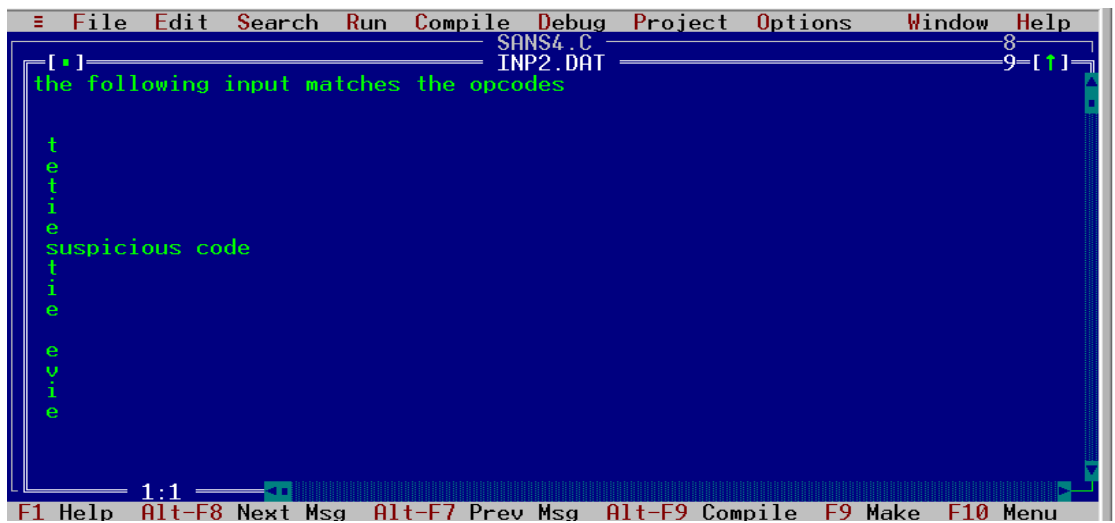 ≡ File Edit Search Run Compile Debug Project Options Window Help
SANS4.C 8
[▪] INP2.DAT 9 [↑]
the following input matches the opcodes
t
e
t
i
e
suspicious code
t
i
e
e
v
i
e
1:1
F1 Help Alt-F8 Next Msg Alt-F7 Prev Msg Alt-F9 Compile F9 Make F10 Menu